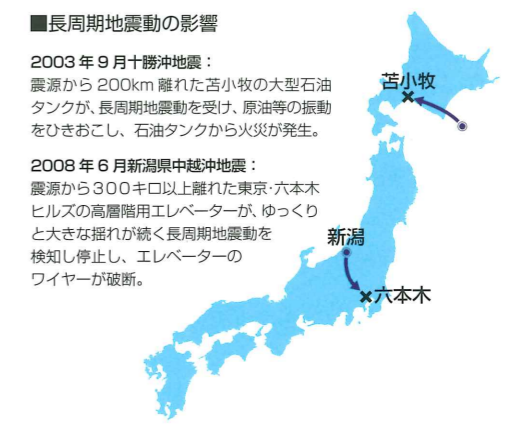 ■長周期地震動の影響
2003年9月十勝沖地震：
震源から200km離れた苫小牧の大型石油
タンクが、長周期地震動を受け、原油等の振動
をひきおこし、石油タンクから火災が発生。
2008年6月新潟県中越沖地震：
震源から300キロ以上離れた東京・六本木
ヒルズの高層階用エレベーターが、ゆっくり
と大きな揺れが続く長周期地震動を
検知し停止し、エレベーターの
ワイヤーが破断。
苫小牧
新潟
六本木